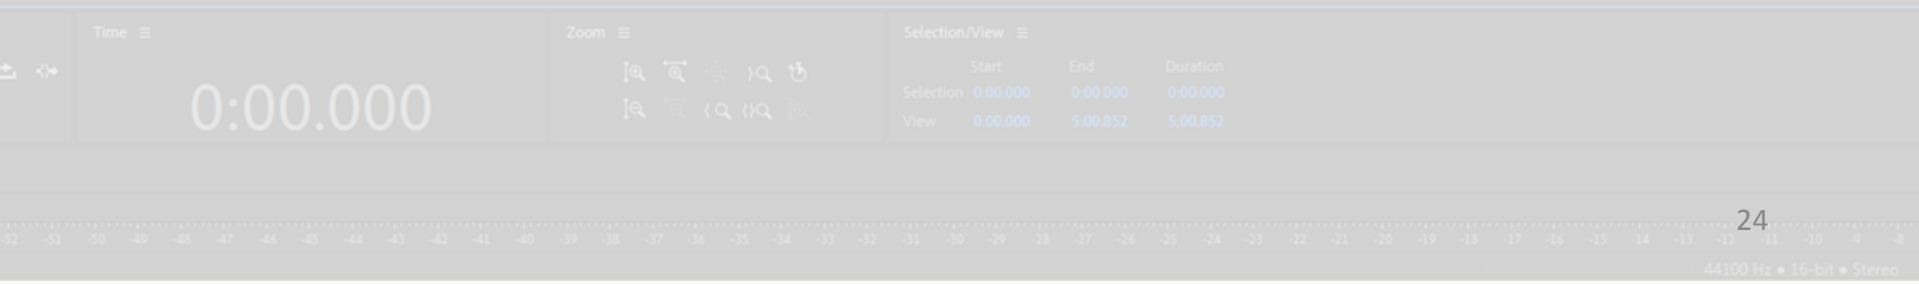 Time Zoom Selection/View
Start End Duration
0:00.000
Selection 0:00.000 0:00.000 0:00.000
View 0:00.000 5:00.852 5:00.852
24
-52 -51 -50 -49 -48 -47 -46 -45 -44 -43 -42 -41 -40 -39 -38 -37 -36 -35 -34 -33 -32 -31 -30 -29 -28 -27 -26 -25 -24 -23 -22 -21 -20 -19 -18 -17 -16 -15 -14 -13 -12 -11 -10 -9 -8
44100 Hz ● 16-bit ● Stereo